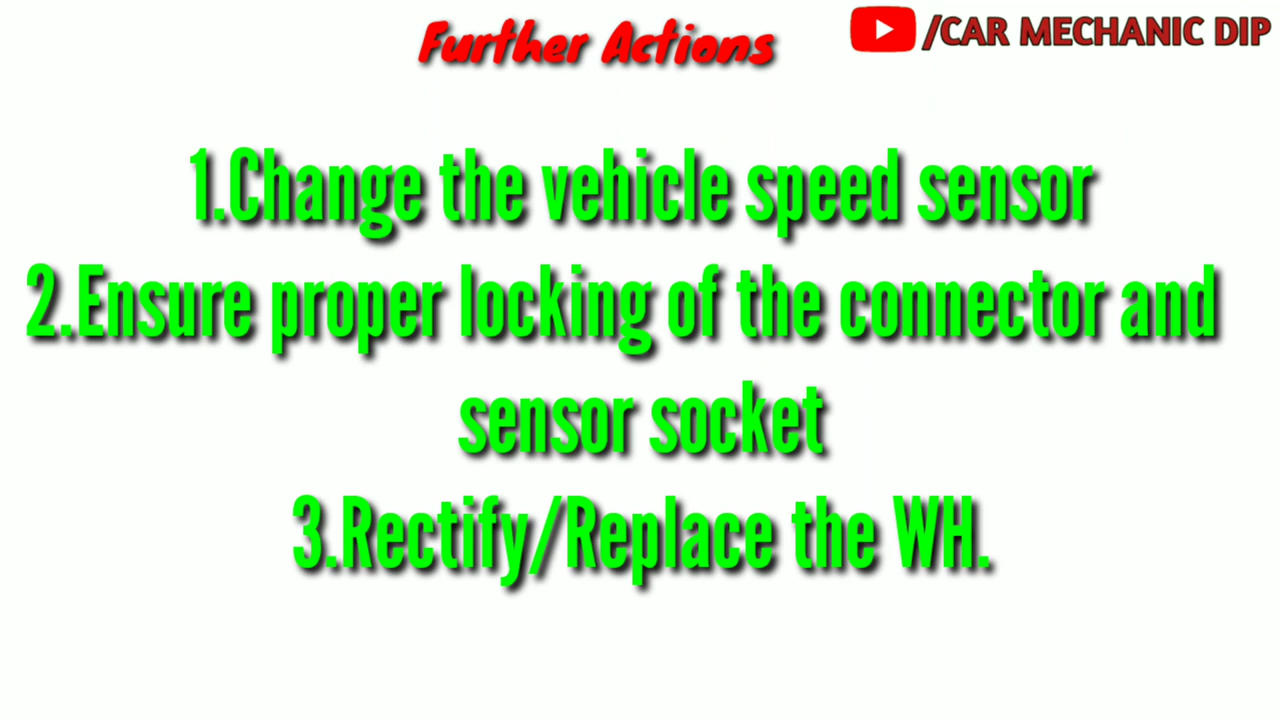 Further Actions
/CAR MECHANIC DIP
1.Change the vehicle speed sensor
2.Ensure proper locking of the connector and
sensor socket
3.Rectify/Replace the WH.